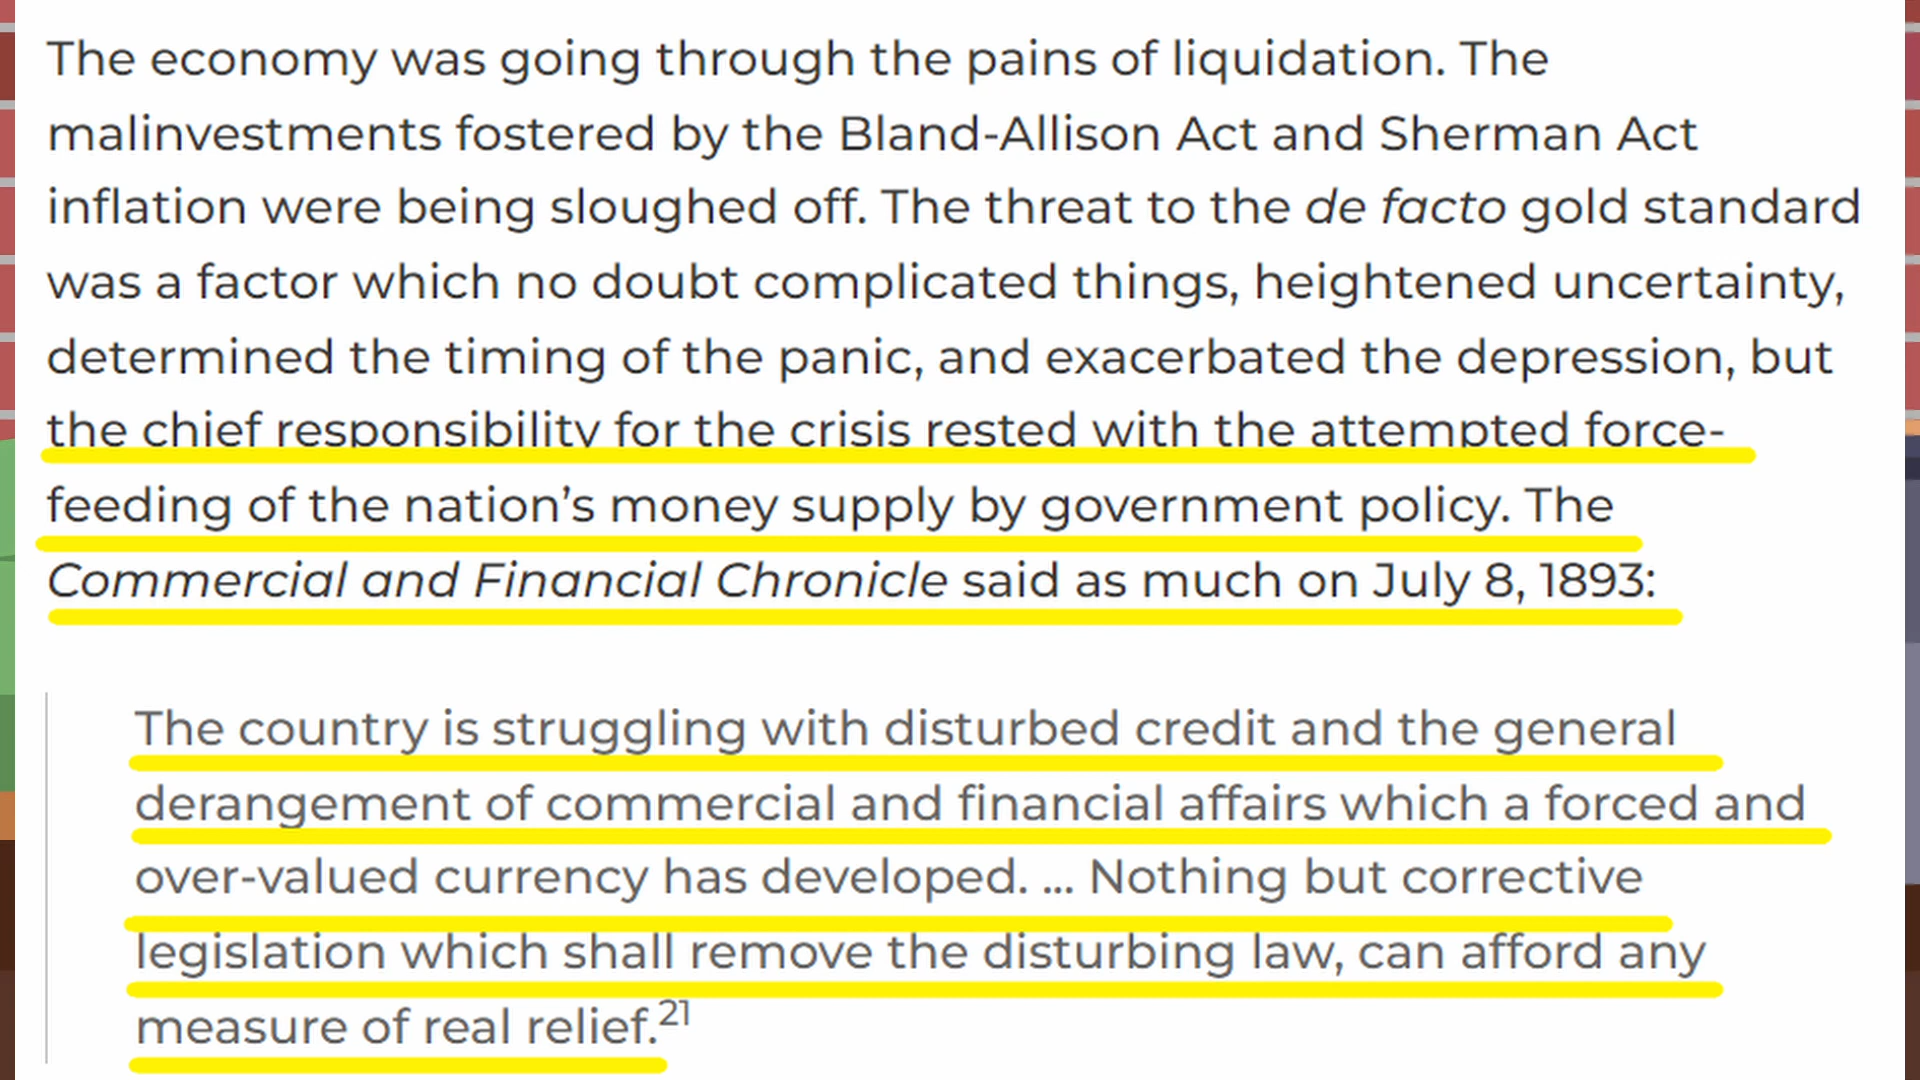 The economy was going through the pains of liquidation. The
malinvestments fostered by the Bland-Allison Act and Sherman Act
inflation were being sloughed off. The threat to the de facto gold standard
was a factor which no doubt complicated things, heightened uncertainty,
determined the timing of the panic, and exacerbated the depression, but
the chief responsibility for the crisis rested with the attempted force-
feeding of the nation’s money supply by government policy. The
Commercial and Financial Chronicle said as much on July 8, 1893:
The country is struggling with disturbed credit and the general
derangement of commercial and financial affairs which a forced and
over-valued currency has developed. ... Nothing but corrective
legislation which shall remove the disturbing law, can afford any
measure of real relief.21